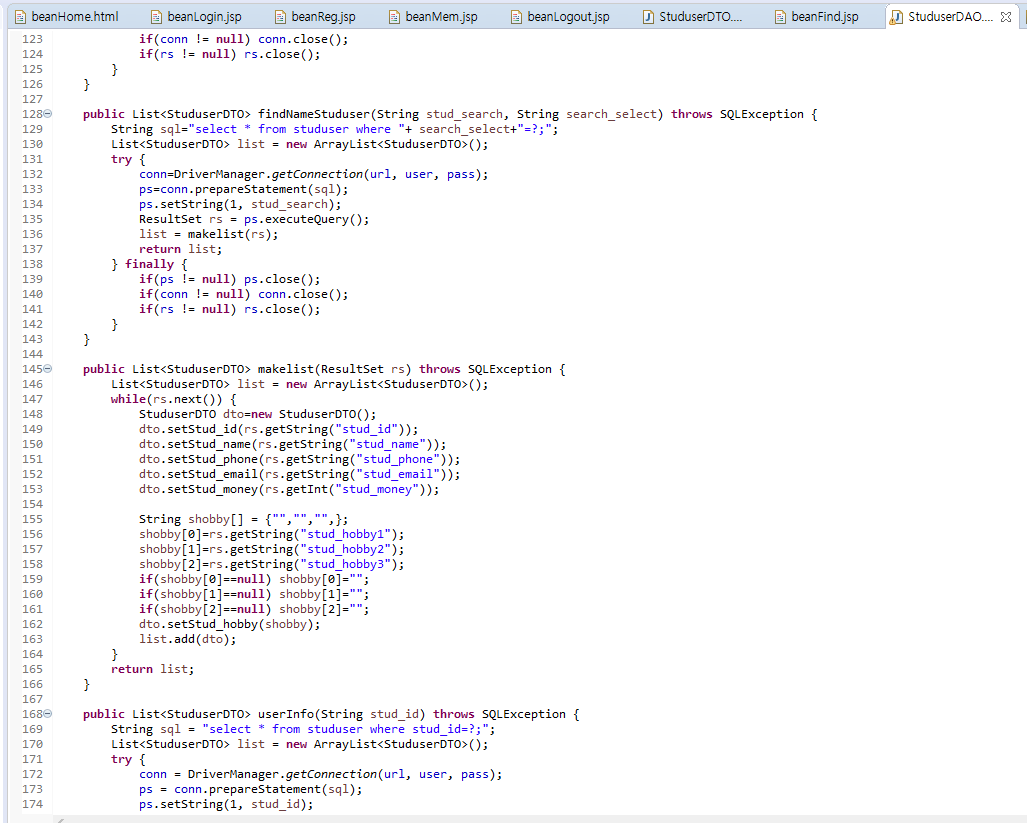 beanHome.html beanLogin.jsp beanReg.jsp beanMem.jsp beanLogout.jsp StuduserDTO.... beanFind.jsp StuduserDAO....
123 if(conn != null) conn.close();
124 if(rs != null) rs.close();
125 }
126 }
127
128 public List<StuduserDTO> findNameStuduser(String stud_search, String search_select) throws SQLException {
129 String sql="select * from studuser where "+ search_select+"=?;";
130 List<StuduserDTO> list = new ArrayList<StuduserDTO>();
131 try {
132 conn=DriverManager.getConnection(url, user, pass);
133 ps=conn.prepareStatement(sql);
134 ps.setString(1, stud_search);
135 ResultSet rs = ps.executeQuery();
136 list = makelist(rs);
137 return list;
138 } finally {
139 if(ps != null) ps.close();
140 if(conn != null) conn.close();
141 if(rs != null) rs.close();
142 }
143 }
144
145 public List<StuduserDTO> makelist(ResultSet rs) throws SQLException {
146 List<StuduserDTO> list = new ArrayList<StuduserDTO>();
147 while(rs.next()) {
148 StuduserDTO dto=new StuduserDTO();
149 dto.setStud_id(rs.getString("stud_id"));
150 dto.setStud_name(rs.getString("stud_name"));
151 dto.setStud_phone(rs.getString("stud_phone"));
152 dto.setStud_email(rs.getString("stud_email"));
153 dto.setStud_money(rs.getInt("stud_money"));
154
155 String shobby[] = {"","","",};
156 shobby[0]=rs.getString("stud_hobby1");
157 shobby[1]=rs.getString("stud_hobby2");
158 shobby[2]=rs.getString("stud_hobby3");
159 if(shobby[0]==null) shobby[0]="";
160 if(shobby[1]==null) shobby[1]="";
161 if(shobby[2]==null) shobby[2]="";
162 dto.setStud_hobby(shobby);
163 list.add(dto);
164 }
165 return list;
166 }
167
168 public List<StuduserDTO> userInfo(String stud_id) throws SQLException {
169 String sql = "select * from studuser where stud_id=?;";
170 List<StuduserDTO> list = new ArrayList<StuduserDTO>();
171 try {
172 conn = DriverManager.getConnection(url, user, pass);
173 ps = conn.prepareStatement(sql);
174 ps.setString(1, stud_id);